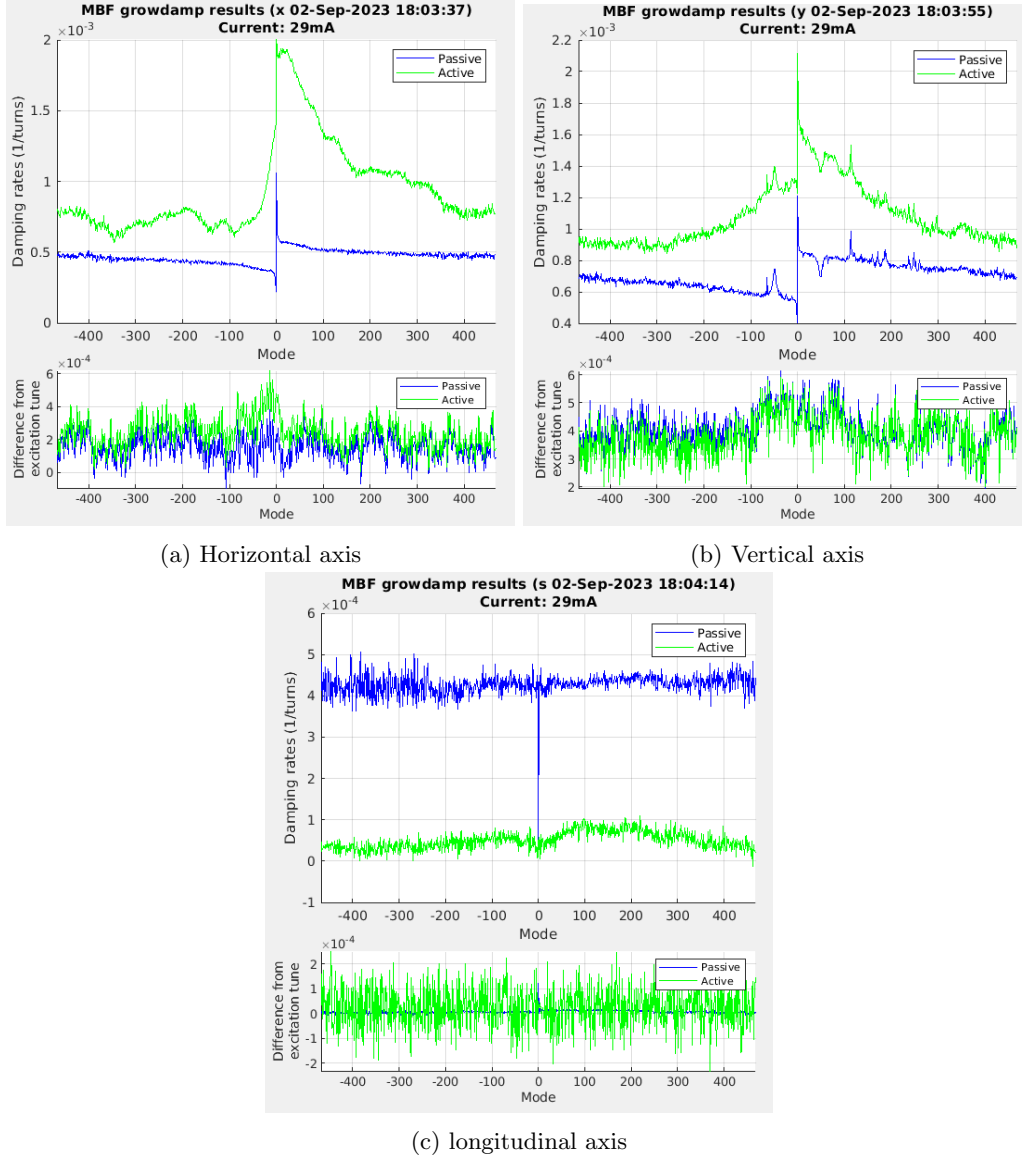 MBF growdamp results (x 02-Sep-2023 18:03:37)
Current: 29mA
×10^-3
2
1.5
1
0.5
0
Damping rates (1/turns)
Passive
Active
-400 -300 -200 -100 0 100 200 300 400
Mode
×10^-4
6
4
2
0
Difference from
excitation tune
Passive
Active
-400 -300 -200 -100 0 100 200 300 400
Mode
(a) Horizontal axis
MBF growdamp results (y 02-Sep-2023 18:03:55)
Current: 29mA
×10^-3
2.2
2
1.8
1.6
1.4
1.2
1
0.8
0.6
0.4
Damping rates (1/turns)
Passive
Active
-400 -300 -200 -100 0 100 200 300 400
Mode
×10^-4
6
5
4
3
2
Difference from
excitation tune
Passive
Active
-400 -300 -200 -100 0 100 200 300 400
Mode
(b) Vertical axis
MBF growdamp results (s 02-Sep-2023 18:04:14)
Current: 29mA
×10^-4
6
5
4
3
2
1
0
-1
Damping rates (1/turns)
Passive
Active
-400 -300 -200 -100 0 100 200 300 400
Mode
×10^-4
2
1
0
-1
-2
Difference from
excitation tune
Passive
Active
-400 -300 -200 -100 0 100 200 300 400
Mode
(c) longitudinal axis